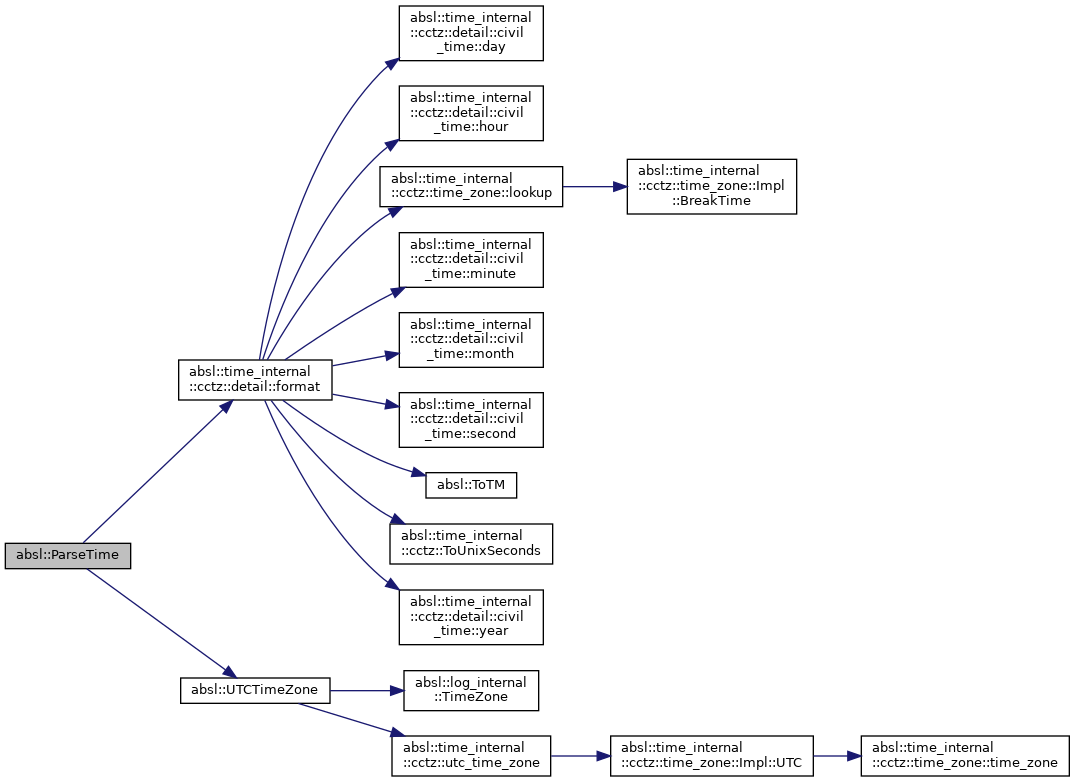 absl::time_internal
::cctz::detail::civil
_time::day
absl::time_internal
::cctz::detail::civil
_time::hour
absl::time_internal
::cctz::time_zone::lookup
absl::time_internal
::cctz::time_zone::Impl
::BreakTime
absl::time_internal
::cctz::detail::civil
_time::minute
absl::time_internal
::cctz::detail::civil
_time::month
absl::time_internal
::cctz::detail::format
absl::time_internal
::cctz::detail::civil
_time::second
absl::ToTM
absl::time_internal
::cctz::ToUnixSeconds
absl::ParseTime
absl::time_internal
::cctz::detail::civil
_time::year
absl::UTCTimeZone
absl::log_internal
::TimeZone
absl::time_internal
::cctz::utc_time_zone
absl::time_internal
::cctz::time_zone::Impl::UTC
absl::time_internal
::cctz::time_zone::time_zone